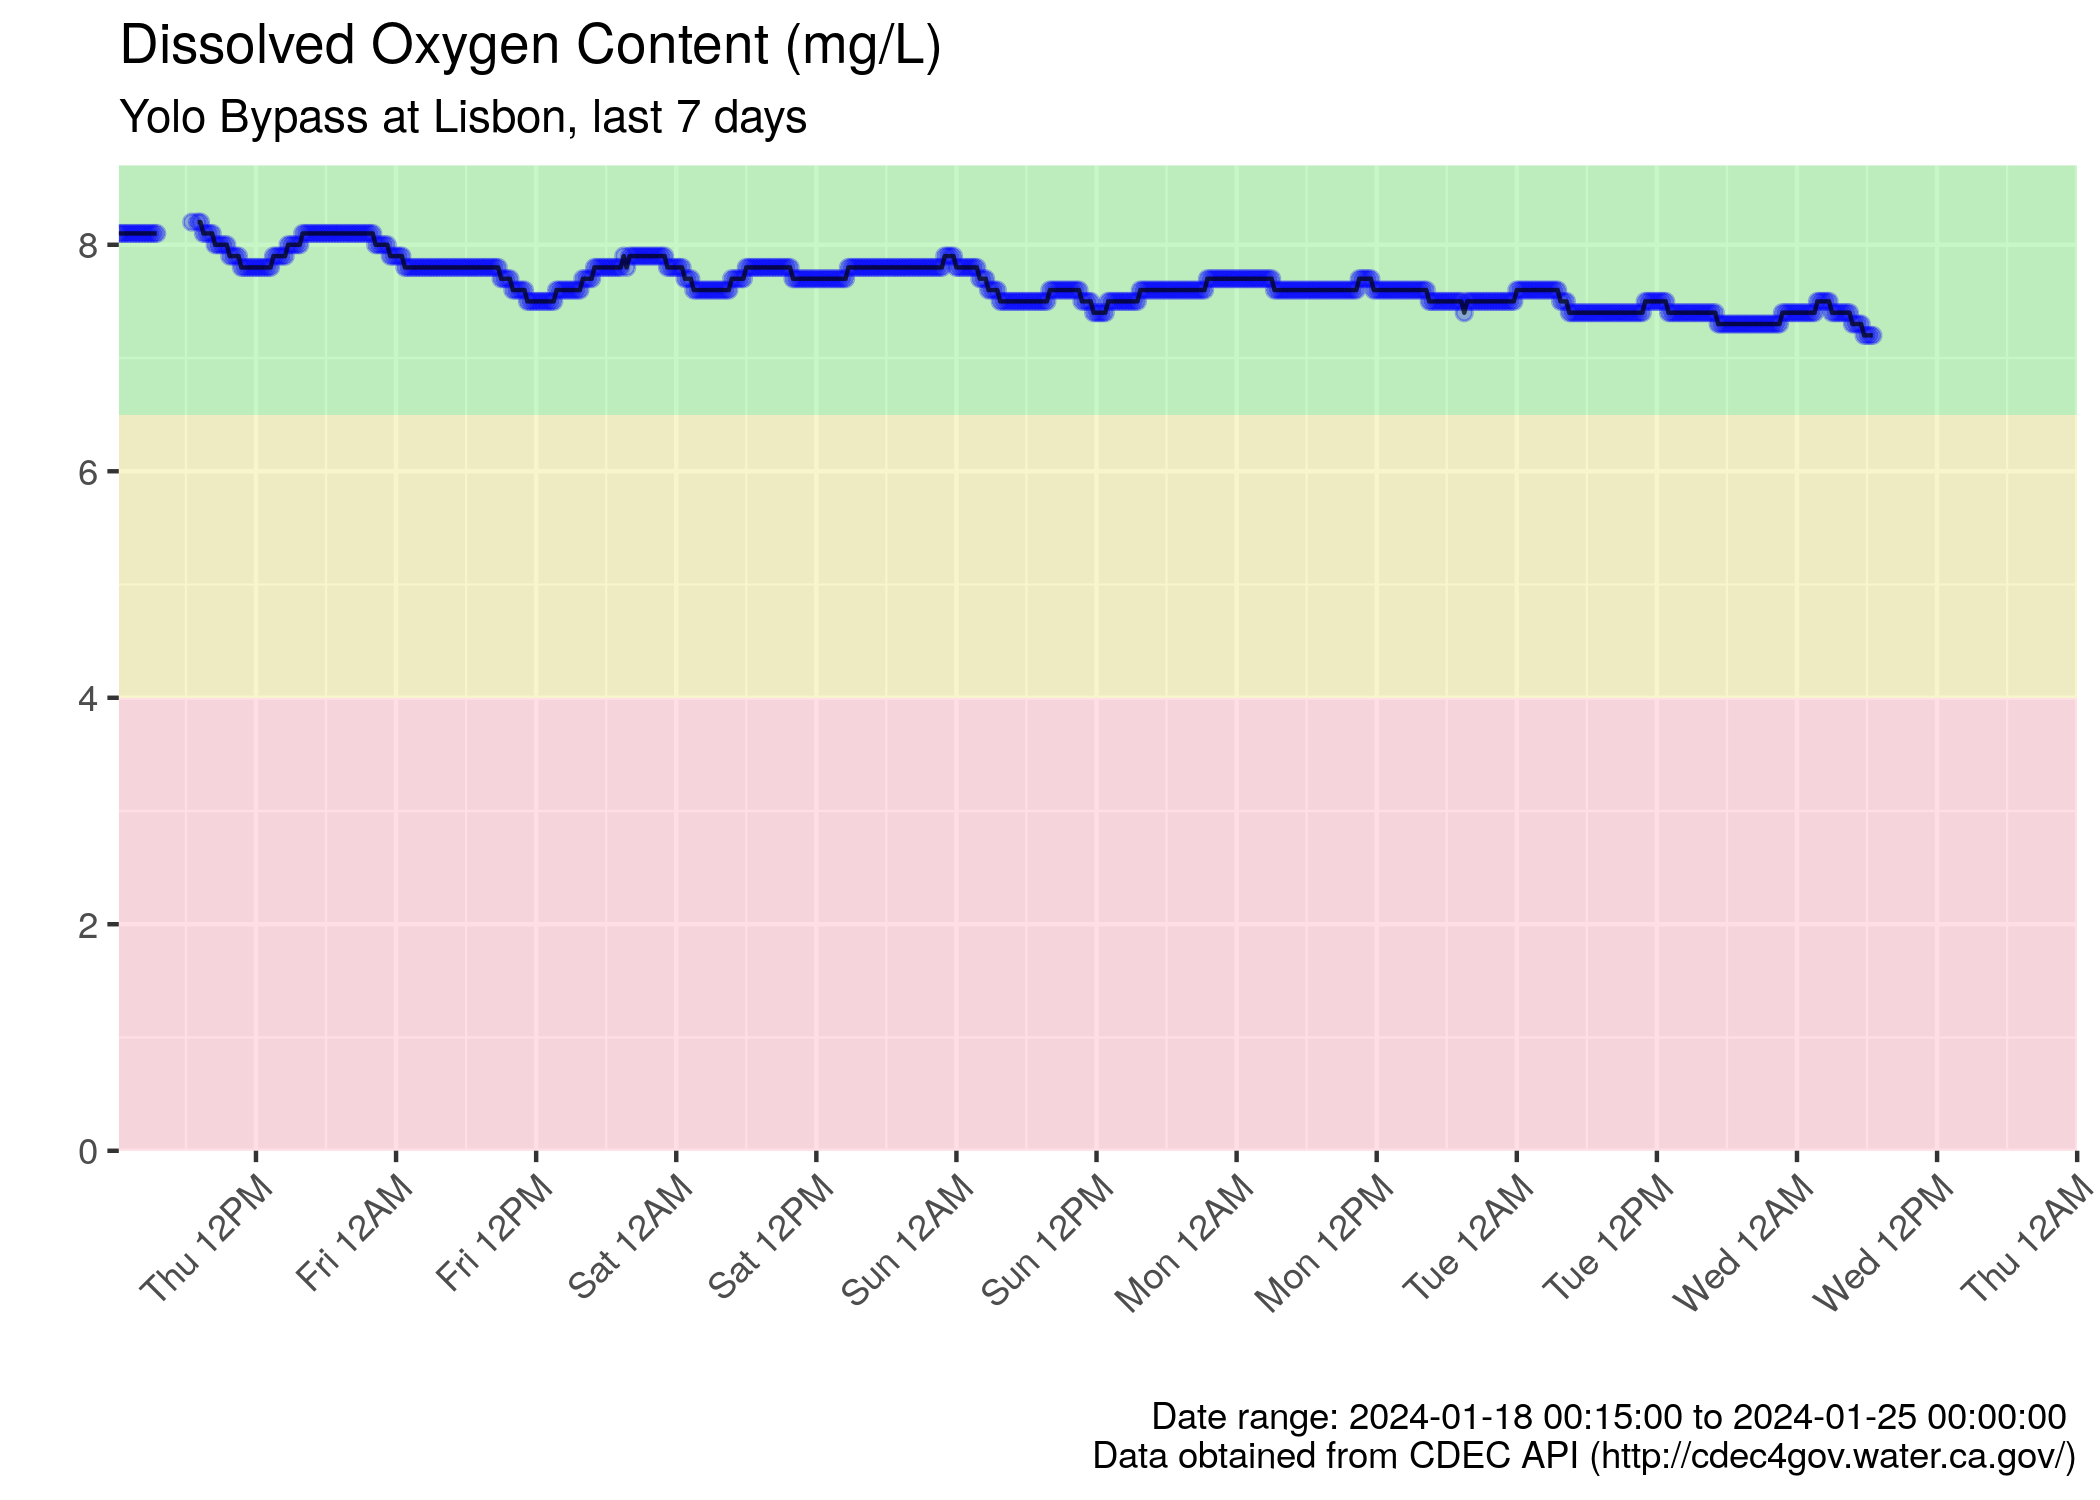 Dissolved Oxygen Content (mg/L)
Yolo Bypass at Lisbon, last 7 days
8
6
4
2
0
Thu 12PM
Fri 12AM
Fri 12PM
Sat 12AM
Sat 12PM
Sun 12AM
Sun 12PM
Mon 12AM
Mon 12PM
Tue 12AM
Tue 12PM
Wed 12AM
Wed 12PM
Thu 12AM
Date range: 2024-01-18 00:15:00 to 2024-01-25 00:00:00
Data obtained from CDEC API (http://cdec4gov.water.ca.gov/)